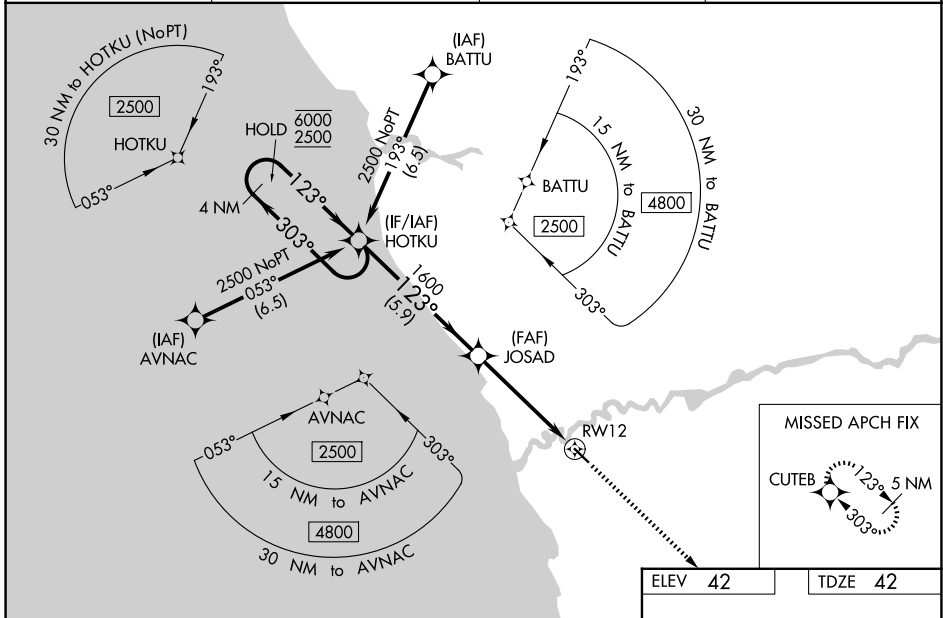 30 NM to HOTKU (NoPT)
193°
2500
HOTKU
053°
(IAF)
BATTU
2500 NoPT
193°
(6.5)
HOLD 6000
2500
123°
4 NM
303°
(IF/IAF)
HOTKU
2500 NoPT
053°
(6.5)
(IAF)
AVNAC
1600
123°
(5.9)
(FAF)
JOSAD
RW12
193°
15 NM to BATTU
30 NM to BATTU
BATTU
2500
4800
303°
AVNAC
053°
303°
2500
15 NM to AVNAC
4800
30 NM to AVNAC
MISSED APCH FIX
CUTEB
123°
5 NM
303°
ELEV 42
TDZE 42